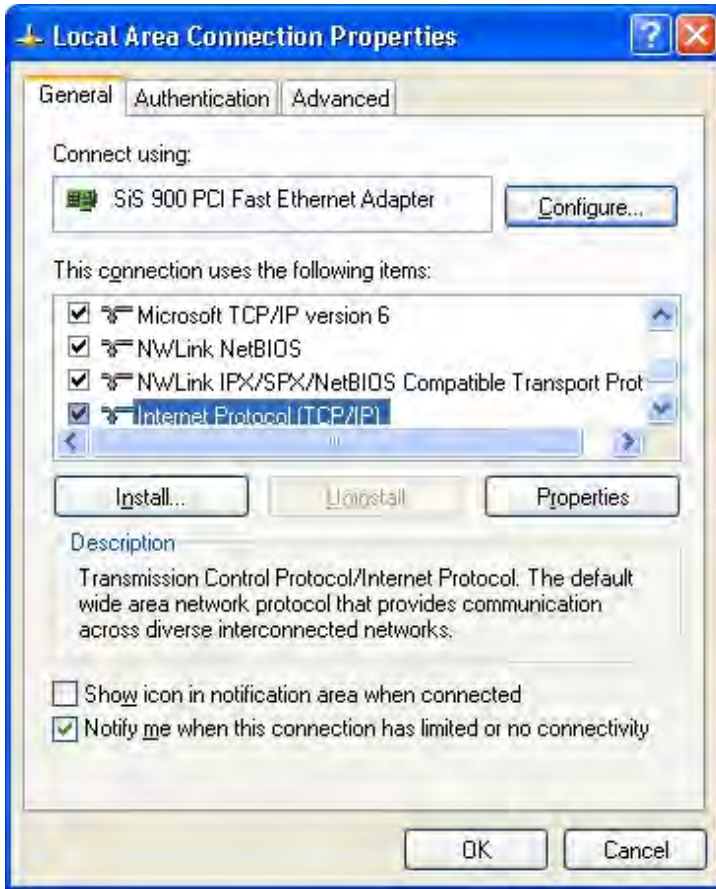 Local Area Connection Properties
General Authentication Advanced
Connect using:
SiS 900 PCI Fast Ethernet Adapter Configure...
This connection uses the following items:
Microsoft TCP/IP version 6
NWLink NetBIOS
NWLink IPX/SPX/NetBIOS Compatible Transport Prot
Internet Protocol (TCP/IP)
Install... Uninstall Properties
Description
Transmission Control Protocol/Internet Protocol. The default
wide area network protocol that provides communication
across diverse interconnected networks.
Show icon in notification area when connected
Notify me when this connection has limited or no connectivity
OK Cancel